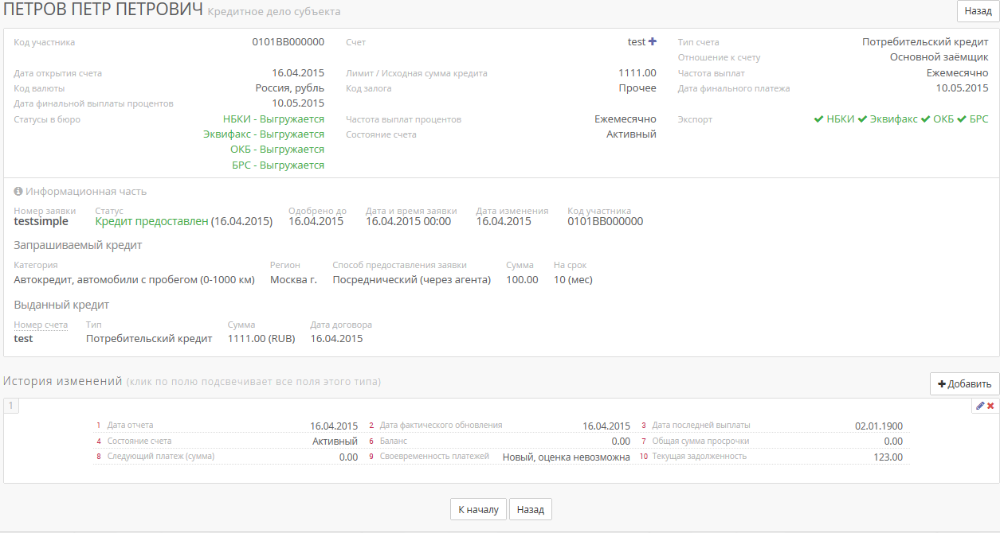 ПЕТРОВ ПЕТР ПЕТРОВИЧ Кредитное дело субъекта Назад
Код участника 0101BB000000 Счет test Тип счета Потребительский кредит
Отношение к счету Основной заёмщик
Дата открытия счета 16.04.2015 Лимит / Исходная сумма кредита 1111.00 Частота выплат Ежемесячно
Код валюты Россия, рубль Код залога Прочее Дата финального платежа 10.05.2015
Дата финальной выплаты процентов 10.05.2015
Статусы в бюро НБКИ - Выгружается Частота выплат процентов Ежемесячно Экспорт НБКИ Эквифакс ОКБ БРС
Эквифакс - Выгружается Состояние счета Активный
ОКБ - Выгружается
БРС - Выгружается
Информационная часть
Номер заявки Статус Одобрено до Дата и время заявки Дата изменения Код участника
testsimple Кредит предоставлен (16.04.2015) 16.04.2015 16.04.2015 00:00 16.04.2015 0101BB000000
Запрашиваемый кредит
Категория Регион Способ предоставления заявки Сумма На срок
Автокредит, автомобили с пробегом (0-1000 км) Москва г. Посреднический (через агента) 100.00 10 (мес)
Выданный кредит
Номер счета Тип Сумма Дата договора
test Потребительский кредит 1111.00 (RUB) 16.04.2015
История изменений (клик по полю подсвечивает все поля этого типа) Добавить
1
1 Дата отчета 16.04.2015 2 Дата фактического обновления 16.04.2015 3 Дата последней выплаты 02.01.1900
4 Состояние счета Активный 6 Баланс 0.00 7 Общая сумма просрочки 0.00
8 Следующий платеж (сумма) 0.00 9 Своевременность платежей Новый, оценка невозможна 10 Текущая задолженность 123.00
К началу Назад